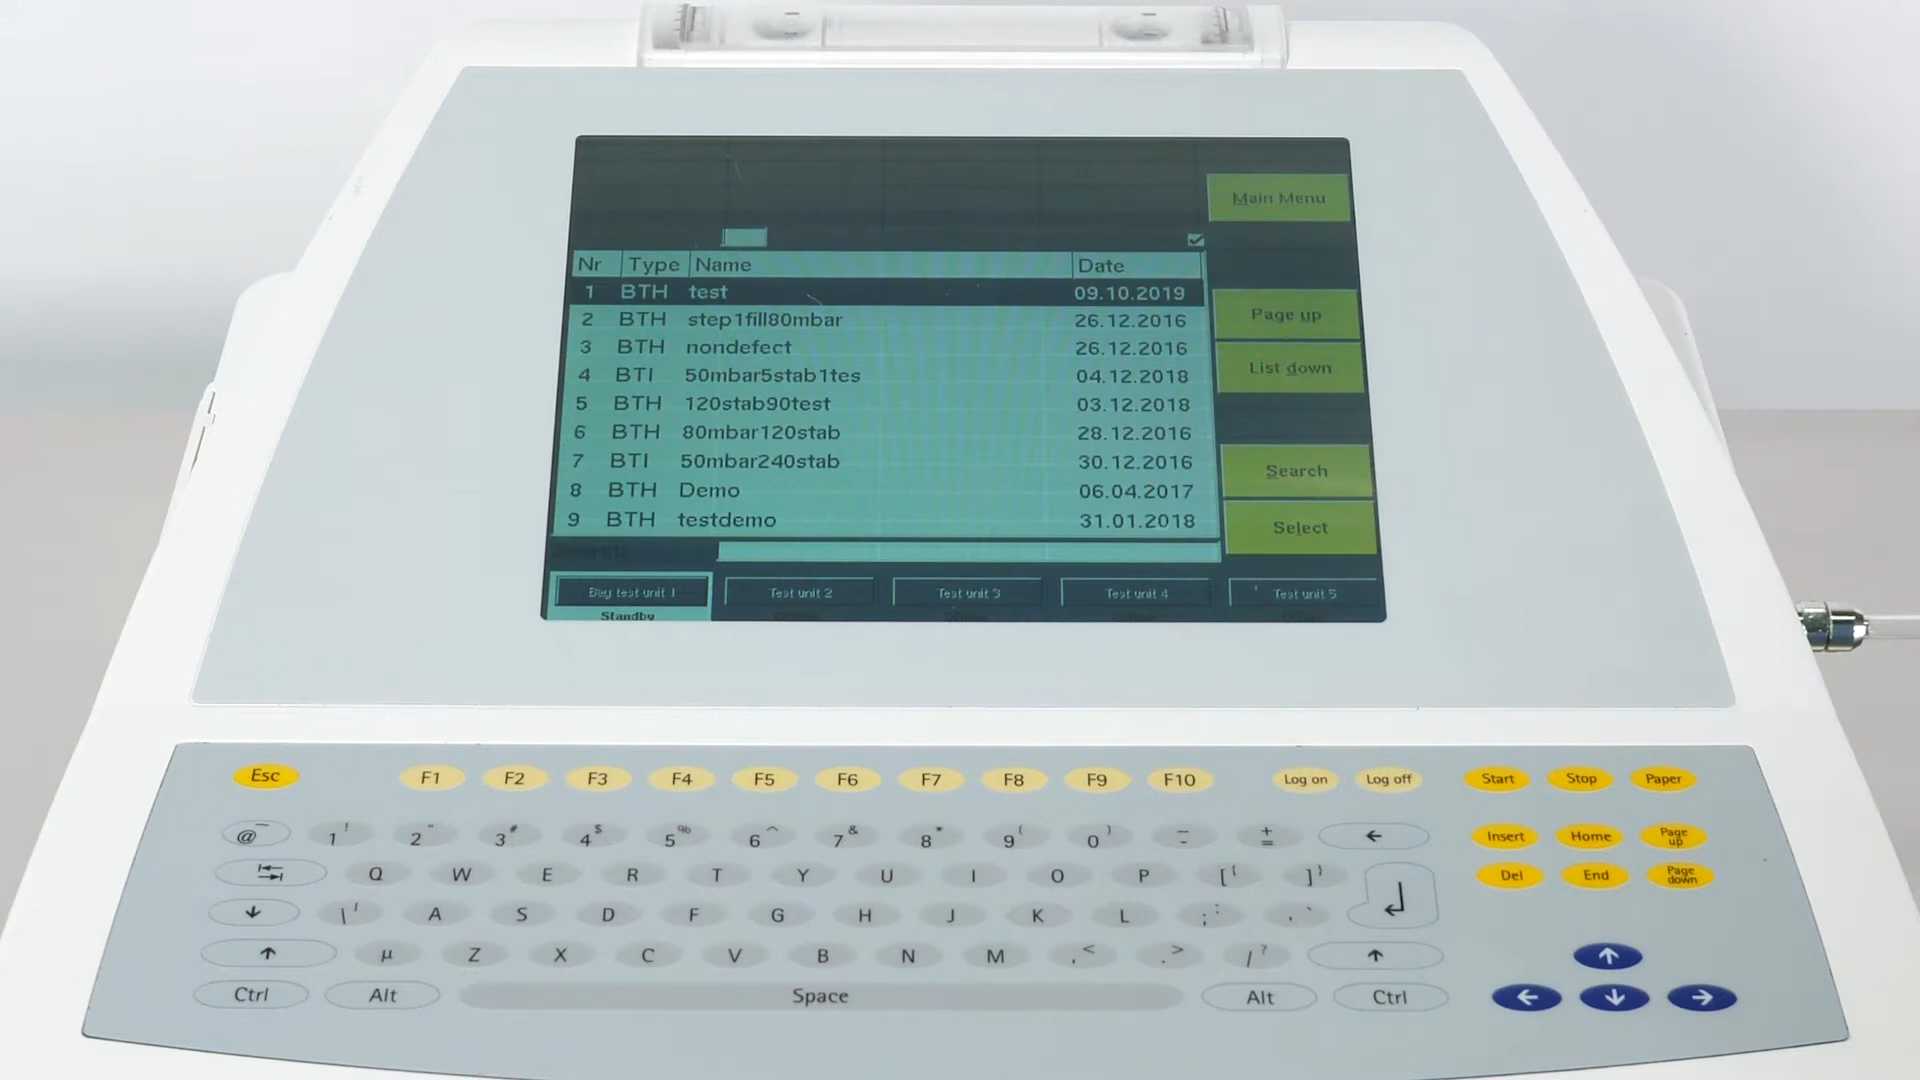 Main Menu
Nr Type Name Date
1 BTH test 09.10.2019
2 BTH step1fill80mbar 26.12.2016
3 BTH nondefect 26.12.2016
4 BTI 50mbar5stab1tes 04.12.2018
5 BTH 120stab90test 03.12.2018
6 BTH 80mbar120stab 28.12.2016
7 BTI 50mbar240stab 30.12.2016
8 BTH Demo 06.04.2017
9 BTH testdemo 31.01.2018
Page up
List down
Search
Select
Bag test unit 1 Test unit 2 Test unit 3 Test unit 4 Test unit 5
Standby
Esc F1 F2 F3 F4 F5 F6 F7 F8 F9 F10 Log on Log off Start Stop Paper
@ ‾ 1 ! 2 " 3 # 4 $ 5 % 6 ^ 7 & 8 * 9 ( 0 ) - _ = + ← Insert Home Page up
Q W E R T Y U I O P [ { ] } Del End Page down
\ | A S D F G H J K L ; : ' `
↑ µ Z X C V B N M , < . > / ? ↑ ↑
Ctrl Alt Space Alt Ctrl ← ↓ →